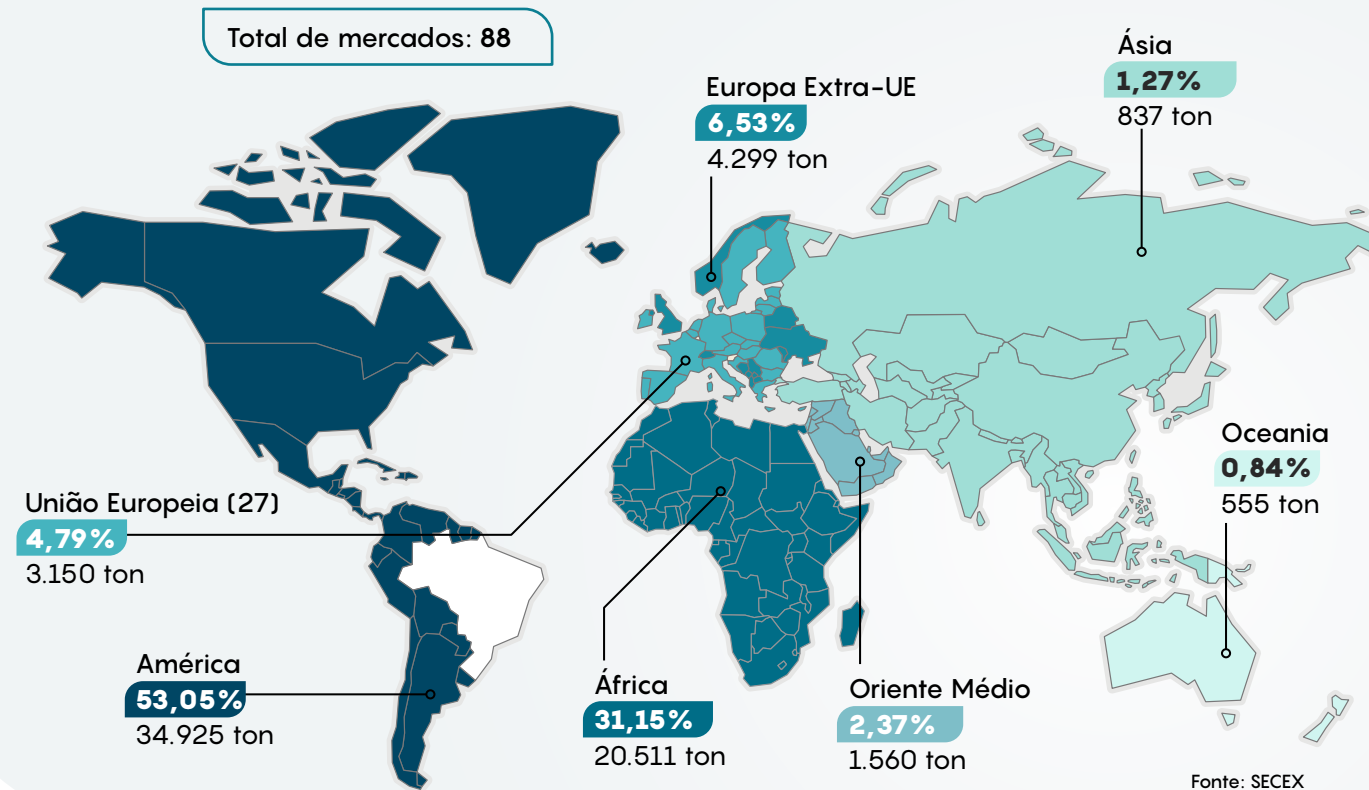 Total de mercados: 88
Ásia
1,27%
837 ton
Europa Extra-UE
6,53%
4.299 ton
Oceania
0,84%
555 ton
União Europeia (27)
4,79%
3.150 ton
América
53,05%
34.925 ton
África
31,15%
20.511 ton
Oriente Médio
2,37%
1.560 ton
Fonte: SECEX